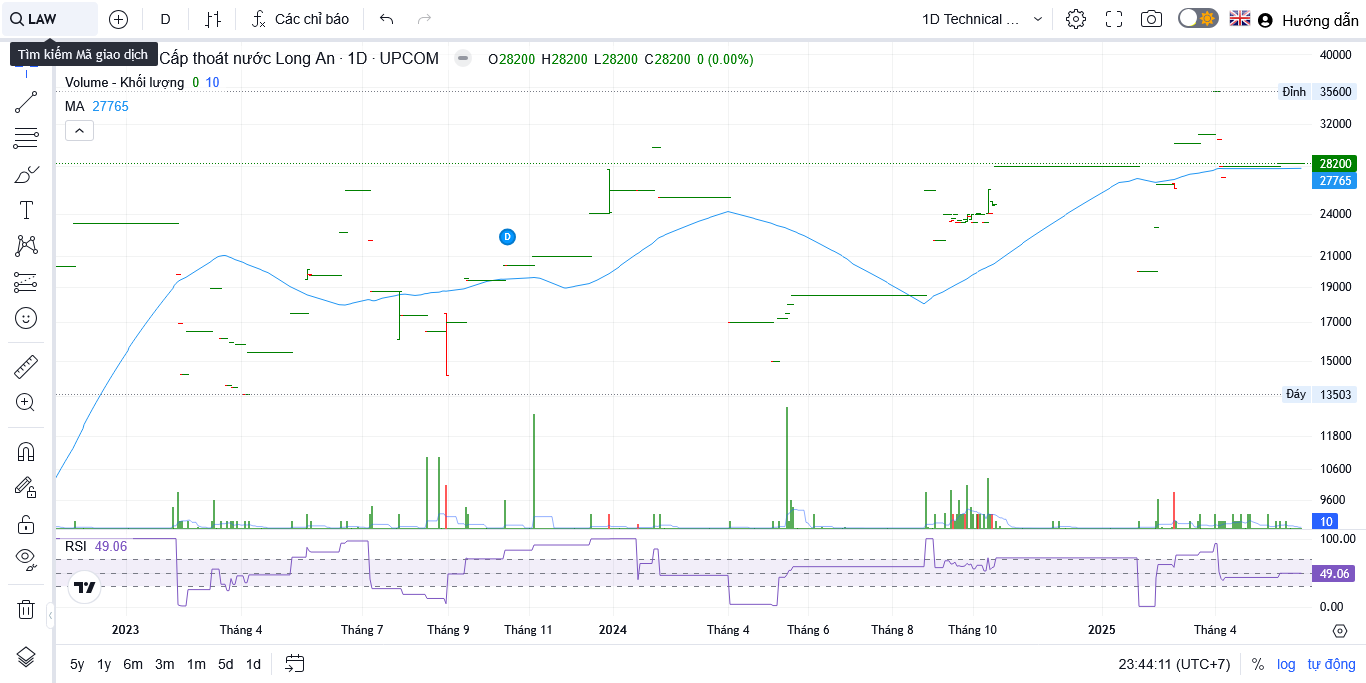 LAW
D
Các chỉ báo
1D Technical ...
Hướng dẫn
Tìm kiếm Mã giao dịch
Cấp thoát nước Long An · 1D · UPCOM
O28200 H28200 L28200 C28200 0 (0.00%)
Volume - Khối lượng 0 10
MA 27765
40000
Đỉnh 35600
32000
28200
27765
24000
21000
19000
17000
15000
Đáy 13503
11800
10600
9600
10
D
RSI 49.06
100.00
49.06
0.00
2023 Tháng 4 Tháng 7 Tháng 9 Tháng 11 2024 Tháng 4 Tháng 6 Tháng 8 Tháng 10 2025 Tháng 4
5y 1y 6m 3m 1m 5d 1d
23:44:11 (UTC+7) % log tự động